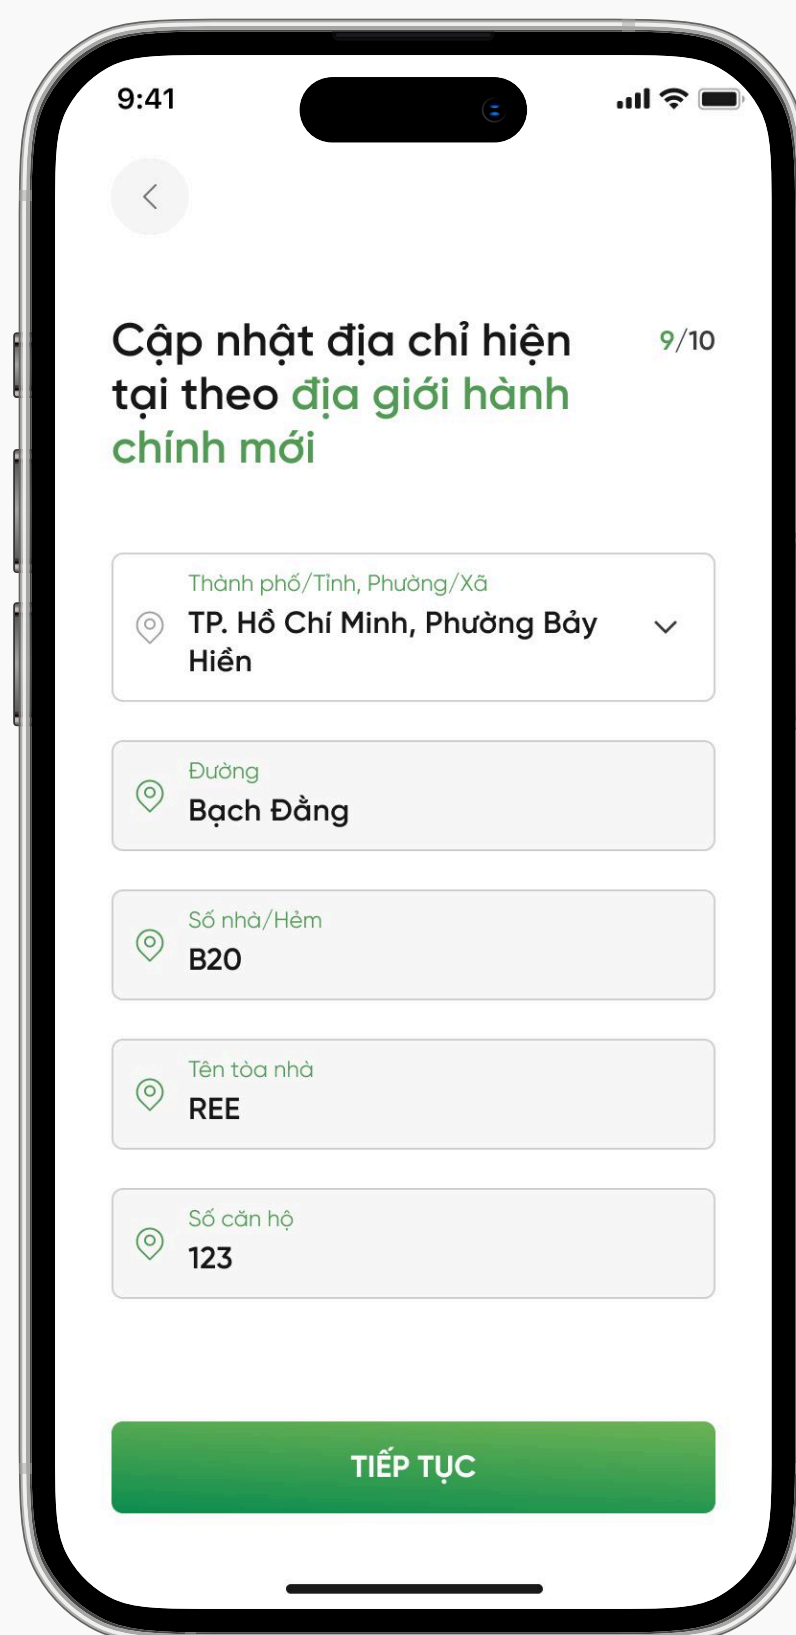 9:41
Cập nhật địa chỉ hiện
9/10
tại theo địa giới hành
chính mới
Thành phố/Tỉnh, Phường/Xã
TP. Hồ Chí Minh, Phường Bảy
Hiền
Đường
Bạch Đằng
Số nhà/Hẻm
B20
Tên tòa nhà
REE
Số căn hộ
123
TIẾP TỤC